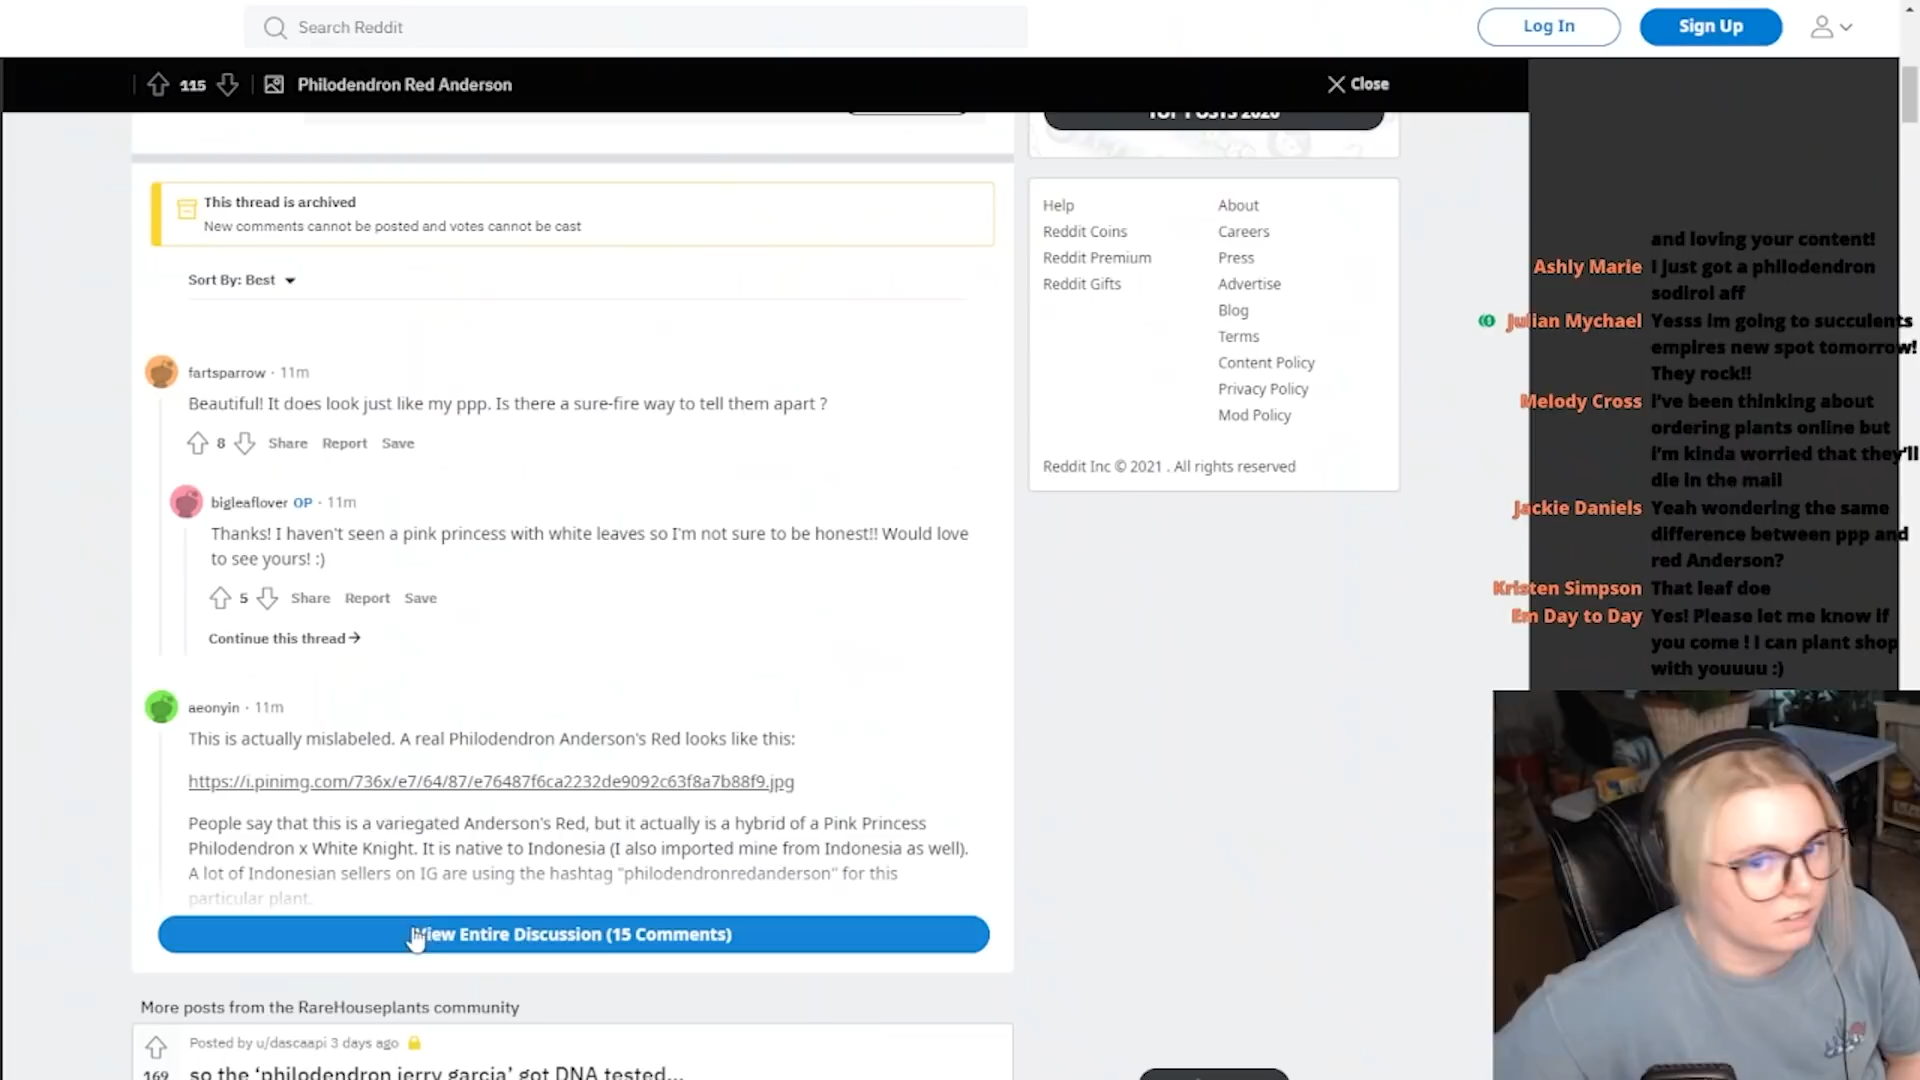 Search Reddit
Log In
Sign Up
115
Philodendron Red Anderson
Close
TOP POSTS 2020
This thread is archived
New comments cannot be posted and votes cannot be cast
Sort By: Best
fartsparrow · 11m
Beautiful! It does look just like my ppp. Is there a sure-fire way to tell them apart ?
8 Share Report Save
bigleaflover OP · 11m
Thanks! I haven't seen a pink princess with white leaves so I'm not sure to be honest!! Would love
to see yours! :)
5 Share Report Save
Continue this thread
aeonyin · 11m
This is actually mislabeled. A real Philodendron Anderson's Red looks like this:
https://i.pinimg.com/736x/e7/64/87/e76487f6ca2232de9092c63f8a7b88f9.jpg
People say that this is a variegated Anderson's Red, but it actually is a hybrid of a Pink Princess
Philodendron x White Knight. It is native to Indonesia (I also imported mine from Indonesia as well).
A lot of Indonesian sellers on IG are using the hashtag "philodendronredanderson" for this
particular plant.
View Entire Discussion (15 Comments)
More posts from the RareHouseplants community
Posted by u/dascaapi 3 days ago
169
so the ‘philodendron jerry garcia’ got DNA tested...
Help
Reddit Coins
Reddit Premium
Reddit Gifts
About
Careers
Press
Advertise
Blog
Terms
Content Policy
Privacy Policy
Mod Policy
Reddit Inc © 2021 . All rights reserved
and loving your content!
Ashly Marie I just got a philodendron
sodiroi aff
Julian Mychael Yesss im going to succulents
empires new spot tomorrow!
They rock!!
Melody Cross I've been thinking about
ordering plants online but
i'm kinda worried that they'll
die in the mail
Jackie Daniels Yeah wondering the same
difference between ppp and
red Anderson?
Kristen Simpson That leaf doe
Em Day to Day Yes! Please let me know if
you come ! I can plant shop
with youuuu :)